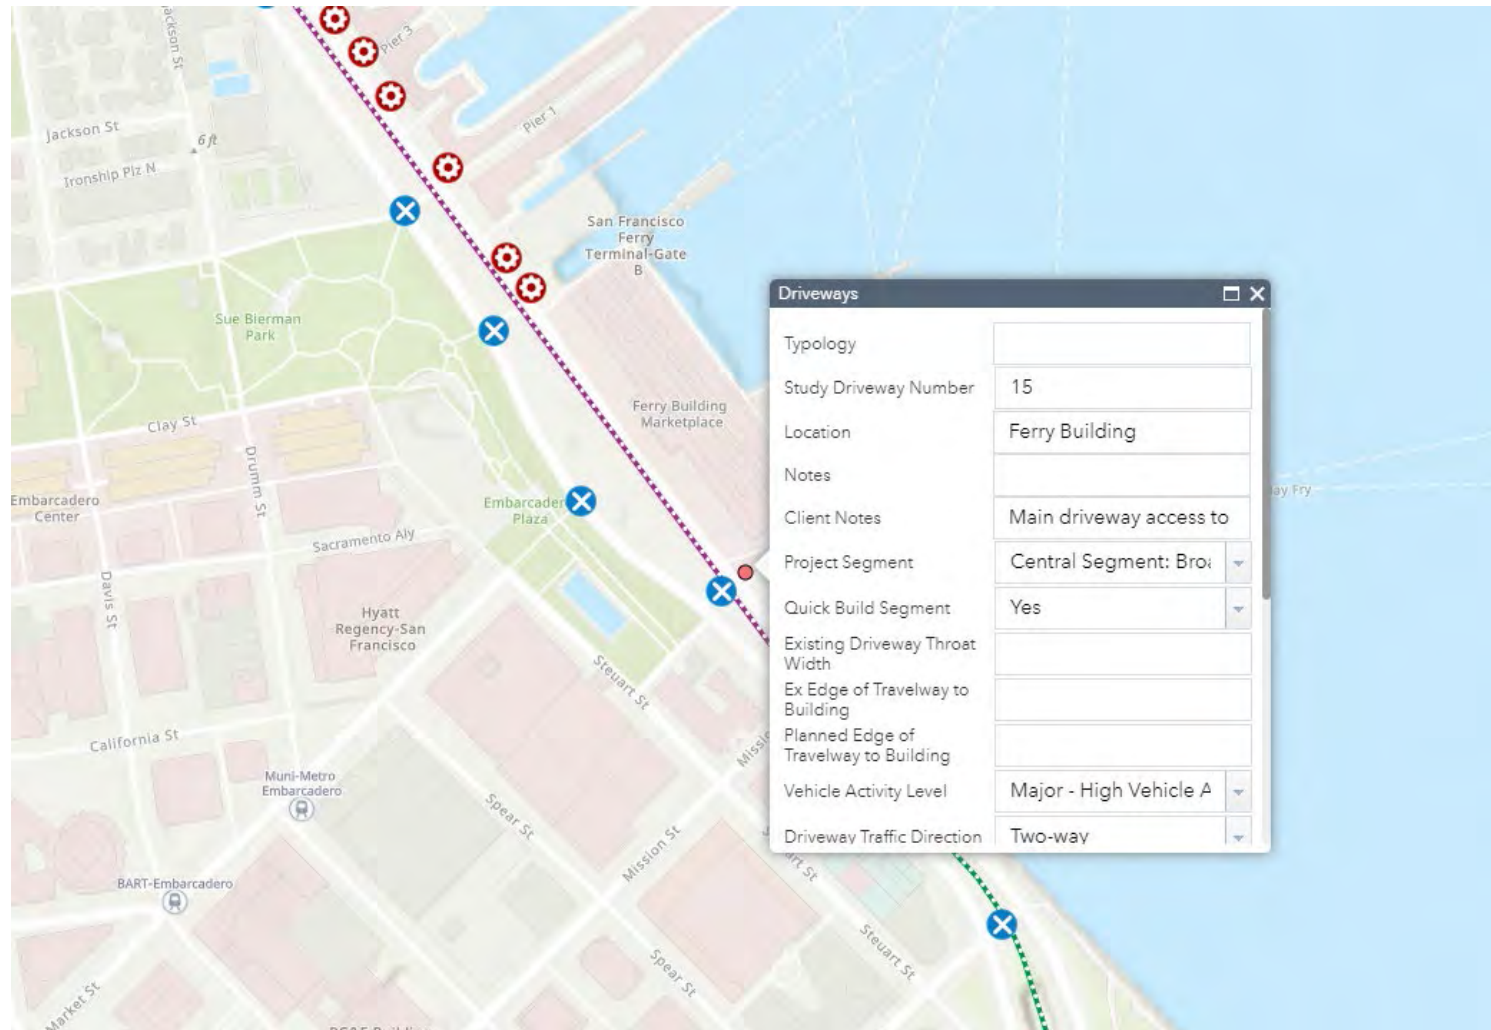 Jackson St
Pier 3
Pier 1
Jackson St
6 ft
Ironship Plz N
San Francisco
Ferry
Terminal-Gate
B
Sue Bierman
Park
Clay St
Drumm St
Ferry Building
Marketplace
Embarcadero
Center
Embarcader
Plaza
Sacramento Aly
Davis St
Hyatt
Regency-San
Francisco
Steuart St
California St
Muni-Metro
Embarcadero
Spear St
Mission St
BART-Embarcadero
Steuart St
Spear St
Market St
Driveways
Typology
Study Driveway Number 15
Location Ferry Building
Notes
Client Notes Main driveway access to
Project Segment Central Segment:
Quick Build Segment Yes
Existing Driveway Throat
Width
Ex Edge of Travelway to
Building
Planned Edge of
Travelway to Building
Vehicle Activity Level Major - High Vehicle A
Driveway Traffic Direction Two-way
ay Fry